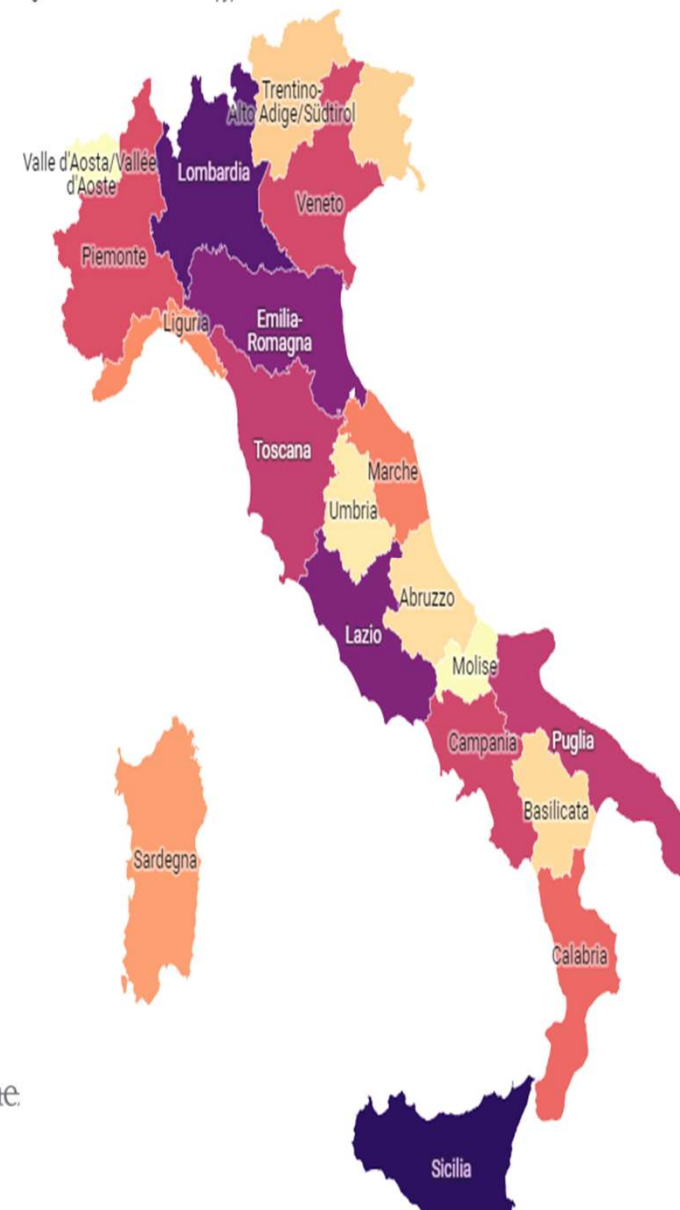 Trentino-
Alto Adige/Südtirol
Valle d'Aosta/Vallée
d'Aoste
Lombardia
Veneto
Piemonte
Liguria
Emilia-
Romagna
Toscana
Marche
Umbria
Abruzzo
Lazio
Molise
Campania
Puglia
Basilicata
Sardegna
Calabria
Sicilia